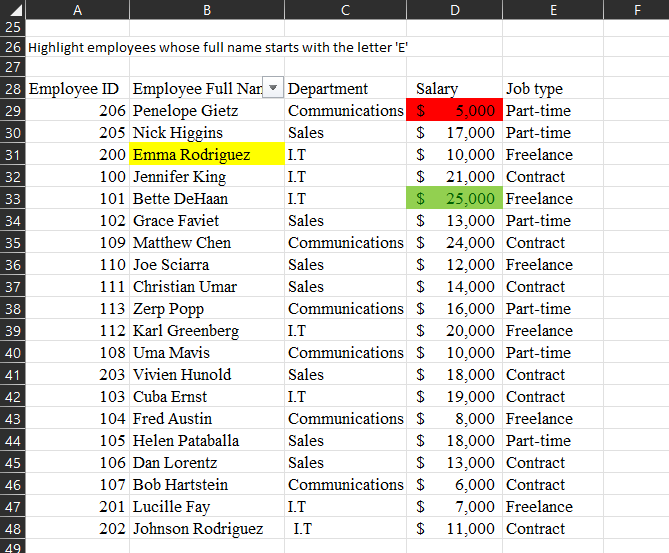 A B C D E F
25
26 Highlight employees whose full name starts with the letter 'E'
27
28 Employee ID Employee Full Nar Department Salary Job type
29 206 Penelope Gietz Communications $ 5,000 Part-time
30 205 Nick Higgins Sales $ 17,000 Part-time
31 200 Emma Rodriguez I.T $ 10,000 Freelance
32 100 Jennifer King I.T $ 21,000 Contract
33 101 Bette DeHaan I.T $ 25,000 Freelance
34 102 Grace Faviet Sales $ 13,000 Part-time
35 109 Matthew Chen Communications $ 24,000 Contract
36 110 Joe Sciarra Sales $ 12,000 Freelance
37 111 Christian Umar Sales $ 14,000 Contract
38 113 Zerp Popp Communications $ 16,000 Part-time
39 112 Karl Greenberg I.T $ 20,000 Freelance
40 108 Uma Mavis Communications $ 10,000 Part-time
41 203 Vivien Hunold Sales $ 18,000 Contract
42 103 Cuba Ernst I.T $ 19,000 Contract
43 104 Fred Austin Communications $ 8,000 Freelance
44 105 Helen Pataballa Sales $ 18,000 Part-time
45 106 Dan Lorentz Sales $ 13,000 Contract
46 107 Bob Hartstein Communications $ 6,000 Contract
47 201 Lucille Fay I.T $ 7,000 Freelance
48 202 Johnson Rodriguez I.T $ 11,000 Contract
49